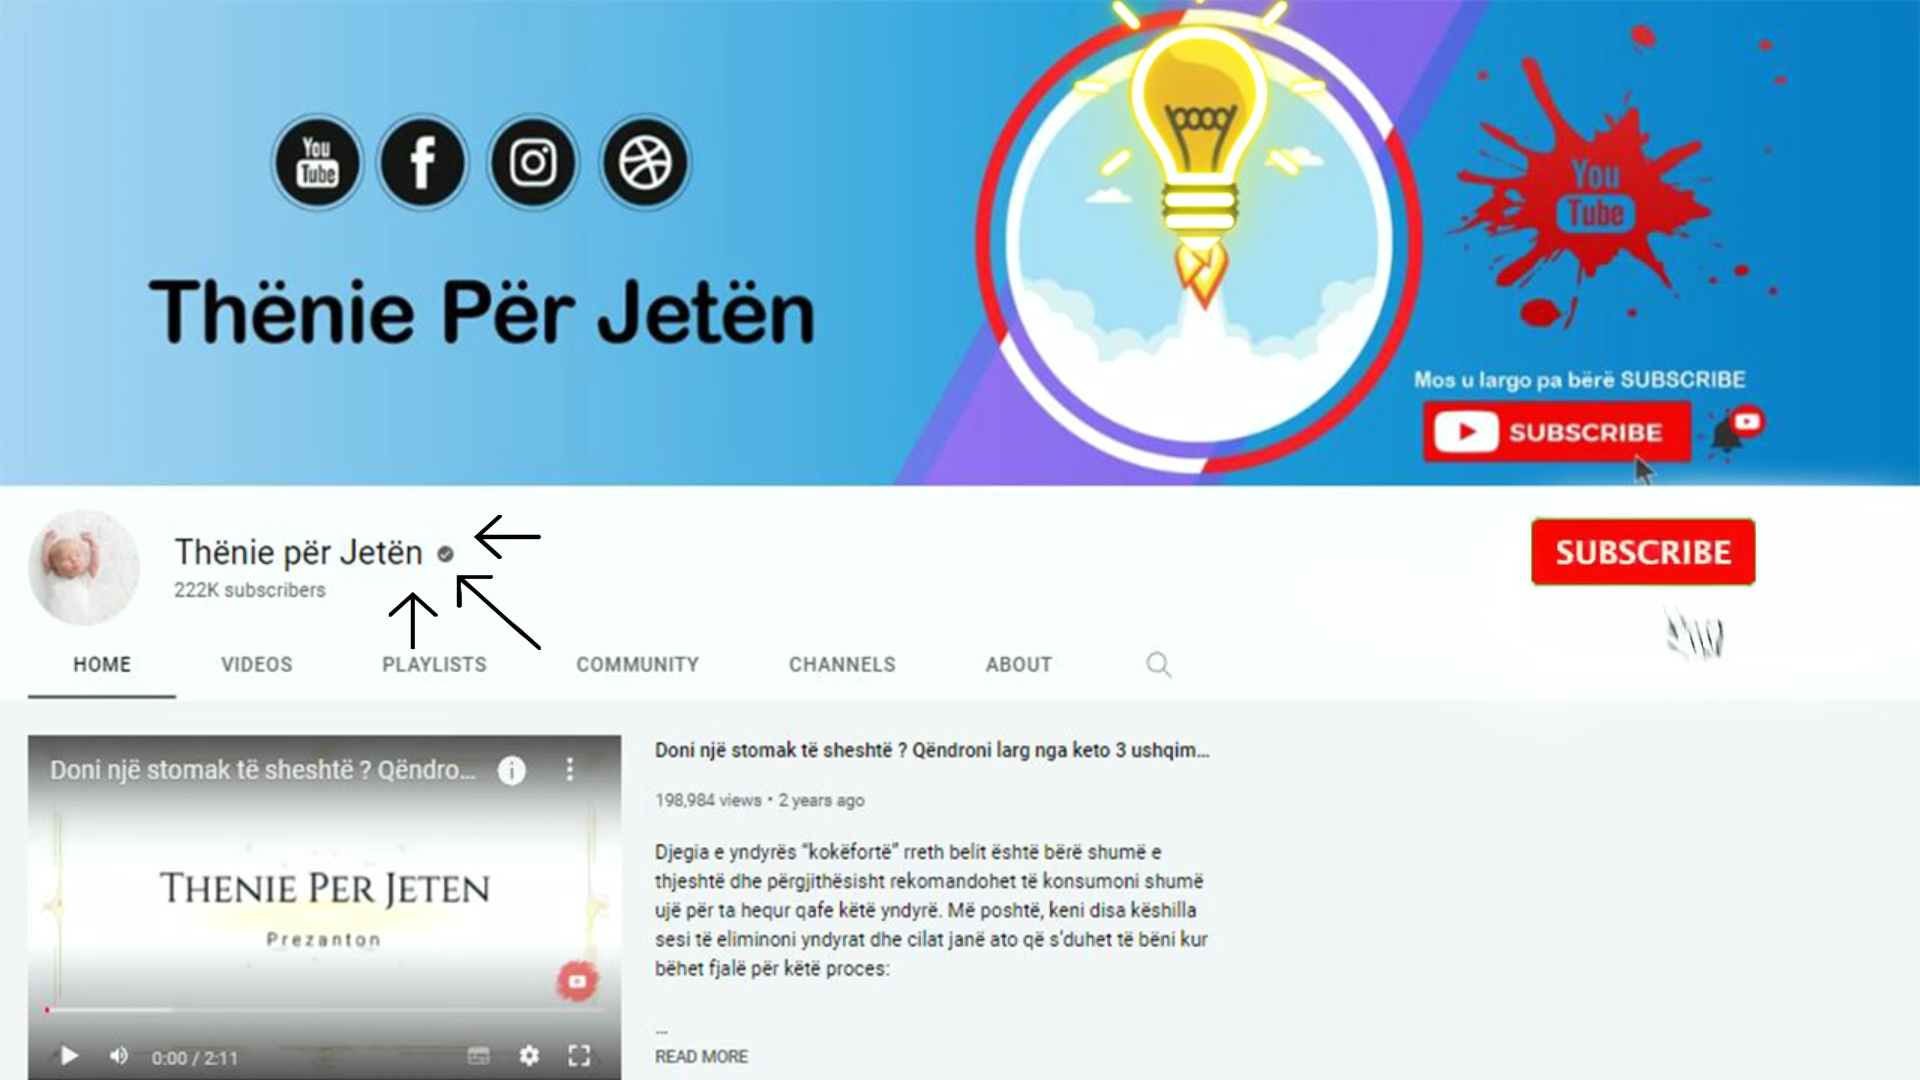 You
Tube
Thënie Për Jetën
You
Tube
Mos u largo pa bërë SUBSCRIBE
SUBSCRIBE
Thënie për Jetën
222K subscribers
SUBSCRIBE
HOME VIDEOS PLAYLISTS COMMUNITY CHANNELS ABOUT
Doni një stomak të sheshtë ? Qëndro...
THENIE PER JETEN
Prezanton
0:00 / 2:11
Doni një stomak të sheshtë ? Qëndroni larg nga keto 3 ushqim...
198,984 views • 2 years ago
Djegia e yndyrës “kokëfortë” rreth belit është bërë shumë e
thjeshtë dhe përgjithësisht rekomandohet të konsumoni shumë
ujë për ta hequr qafe këtë yndyrë. Më poshtë, keni disa këshilla
sesi të eliminoni yndyrat dhe cilat janë ato që s'duhet të bëni kur
bëhet fjalë për këtë proces:
...
READ MORE